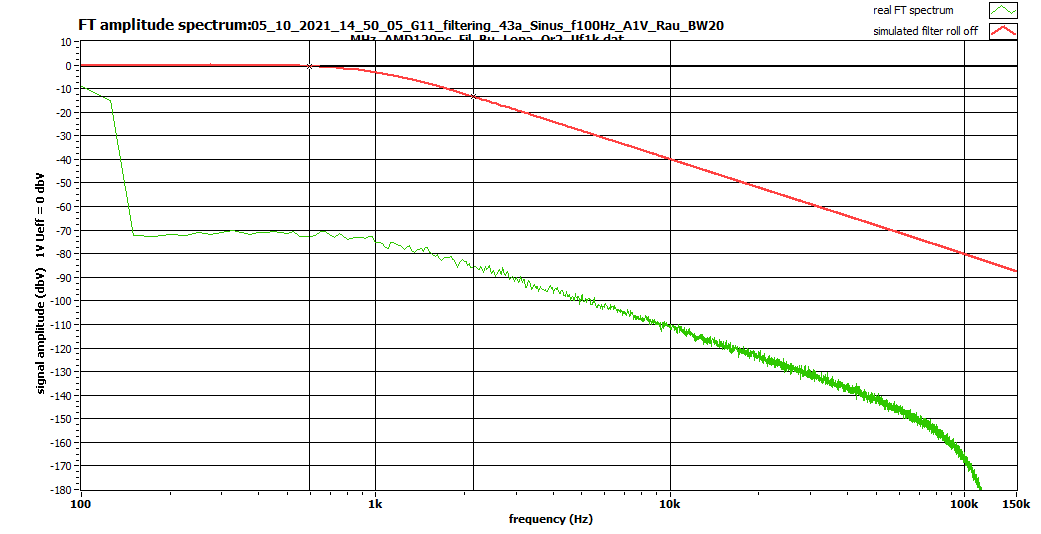 FT amplitude spectrum:05_10_2021_14_50_05_G11_filtering_43a_Sinus_f100Hz_A1V_Rau_BW20
real FT spectrum
simulated filter roll off
10
0
-10
-20
-30
-40
-50
-60
-70
-80
-90
-100
-110
-120
-130
-140
-150
-160
-170
-180
signal amplitude (dbV) 1V Ueff = 0 dbV
100
1k
10k
100k
150k
frequency (Hz)